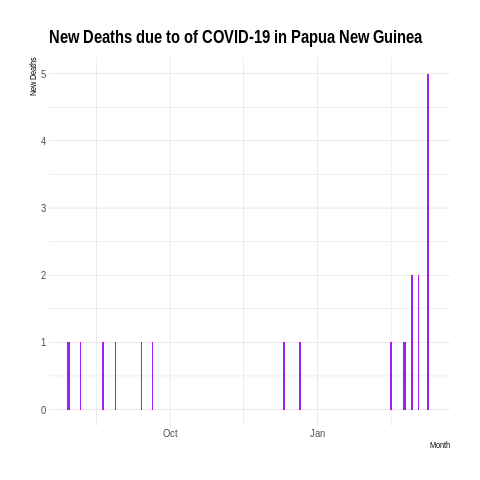 New Deaths due to of COVID-19 in Papua New Guinea
New Deaths
5
4
3
2
1
0
Oct
Jan
Month